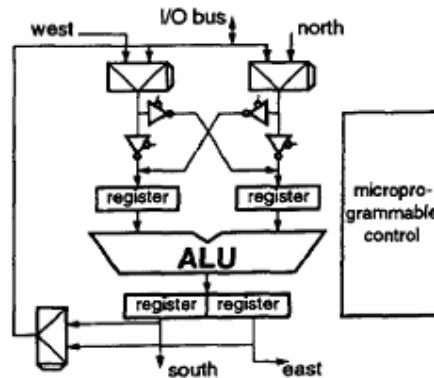 I/O bus
west
north
register
register
micropro-
grammable
control
ALU
register
register
south
east